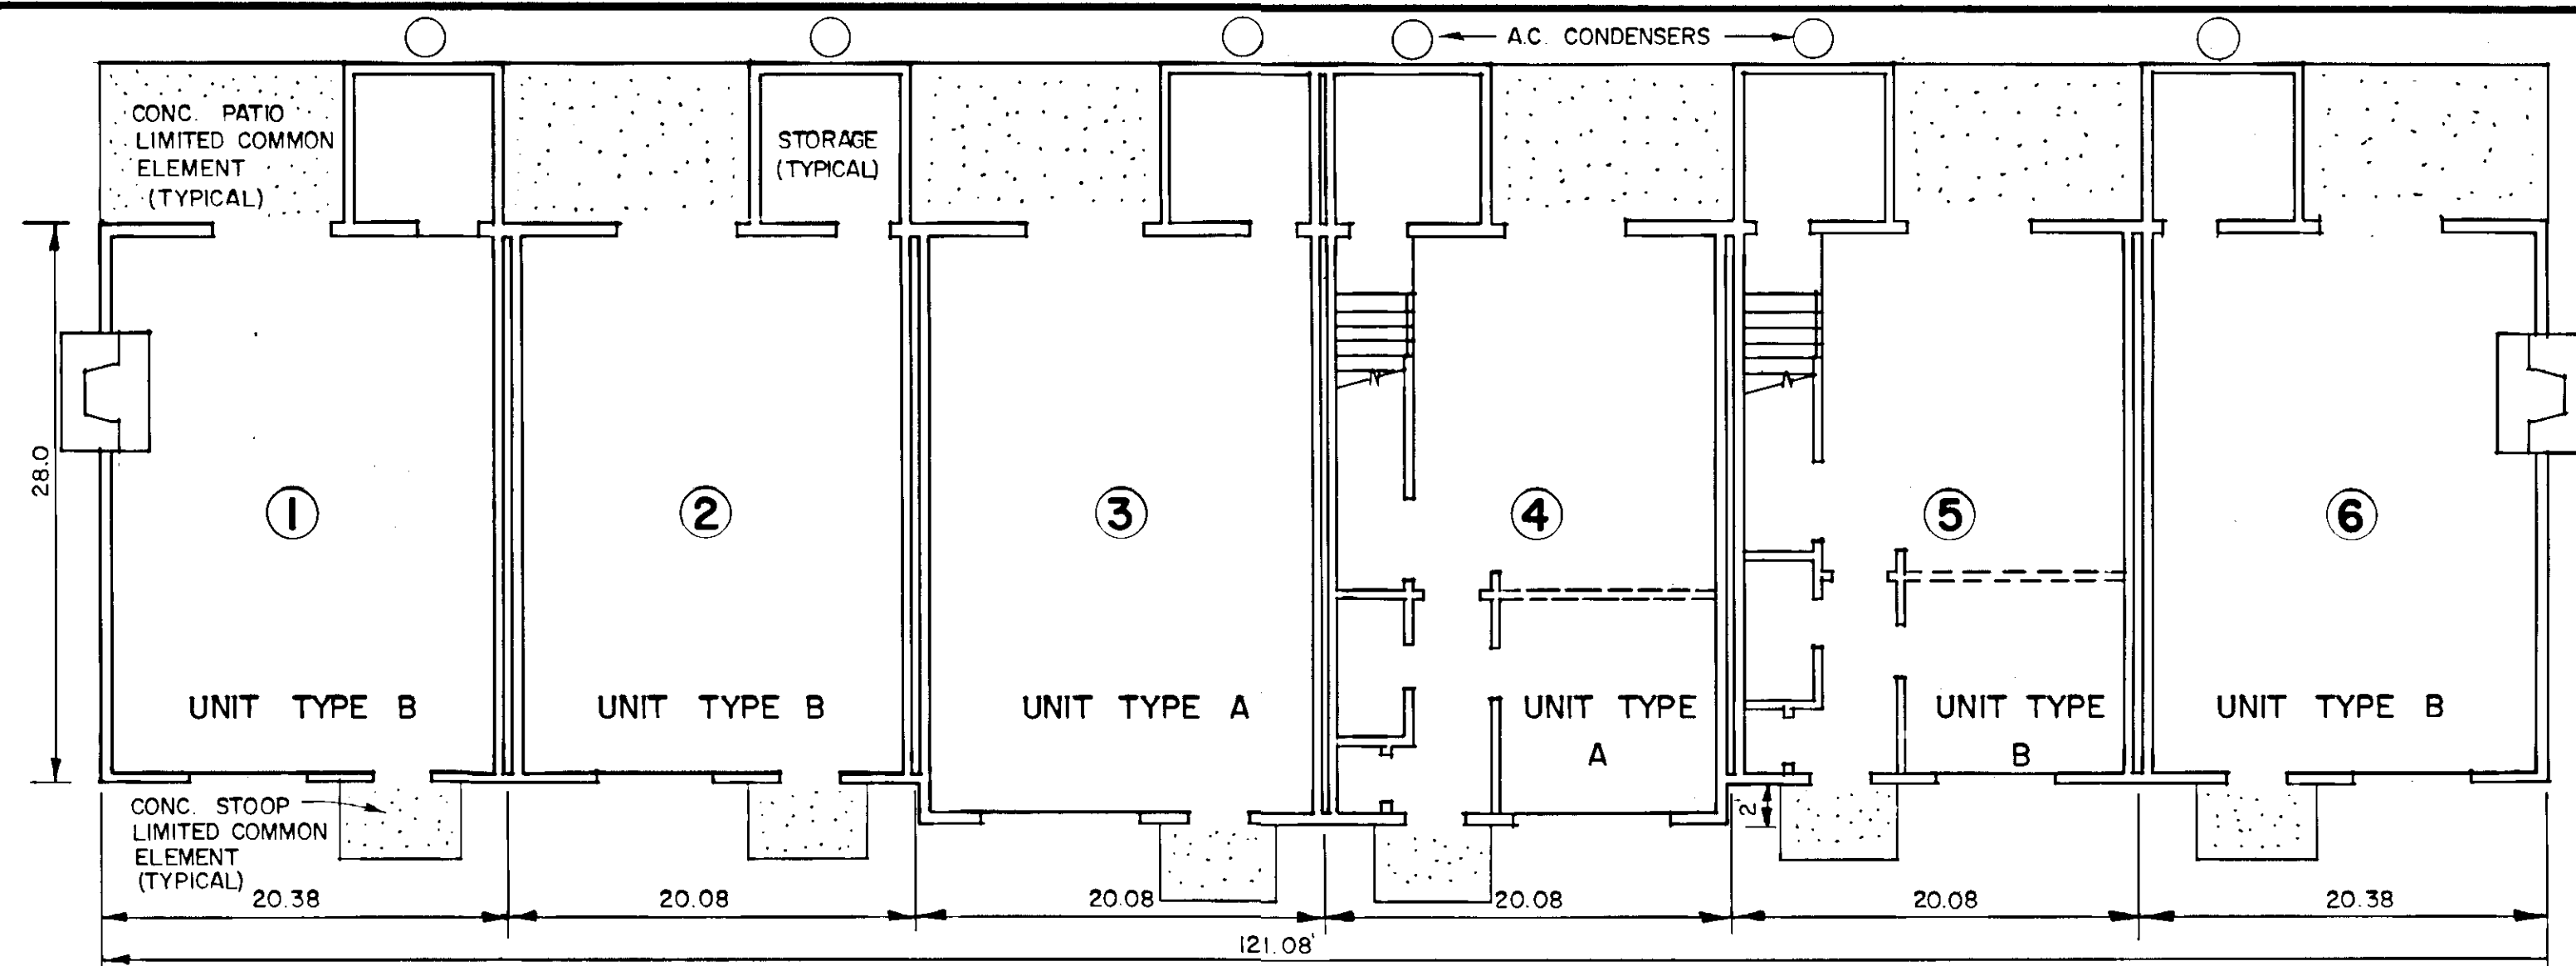 A.C. CONDENSERS
CONC. PATIO
LIMITED COMMON
ELEMENT
(TYPICAL)
STORAGE
(TYPICAL)
28.0
1
2
3
4
5
6
UNIT TYPE B
UNIT TYPE B
UNIT TYPE A
UNIT TYPE
A
UNIT TYPE
B
UNIT TYPE B
CONC. STOOP
LIMITED COMMON
ELEMENT
(TYPICAL)
2'
20.38
20.08
20.08
20.08
20.08
20.38
121.08'